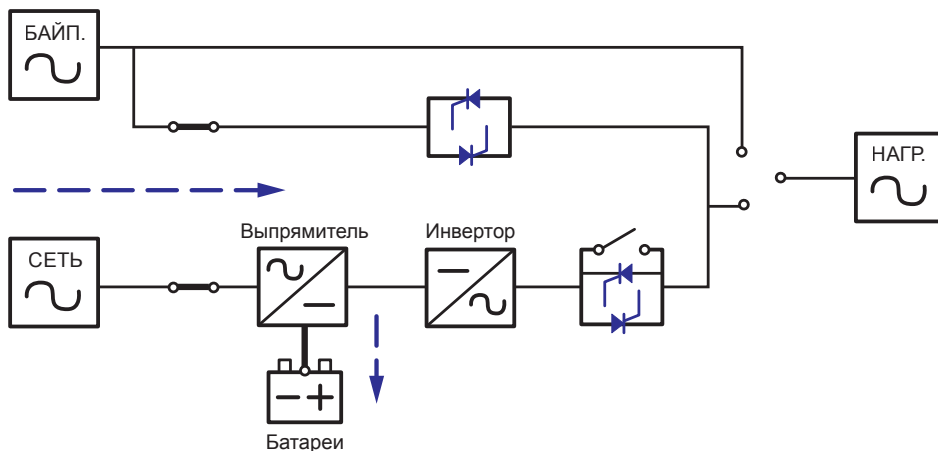 БАЙП.
НАГР.
СЕТЬ
Выпрямитель
Инвертор
Батареи